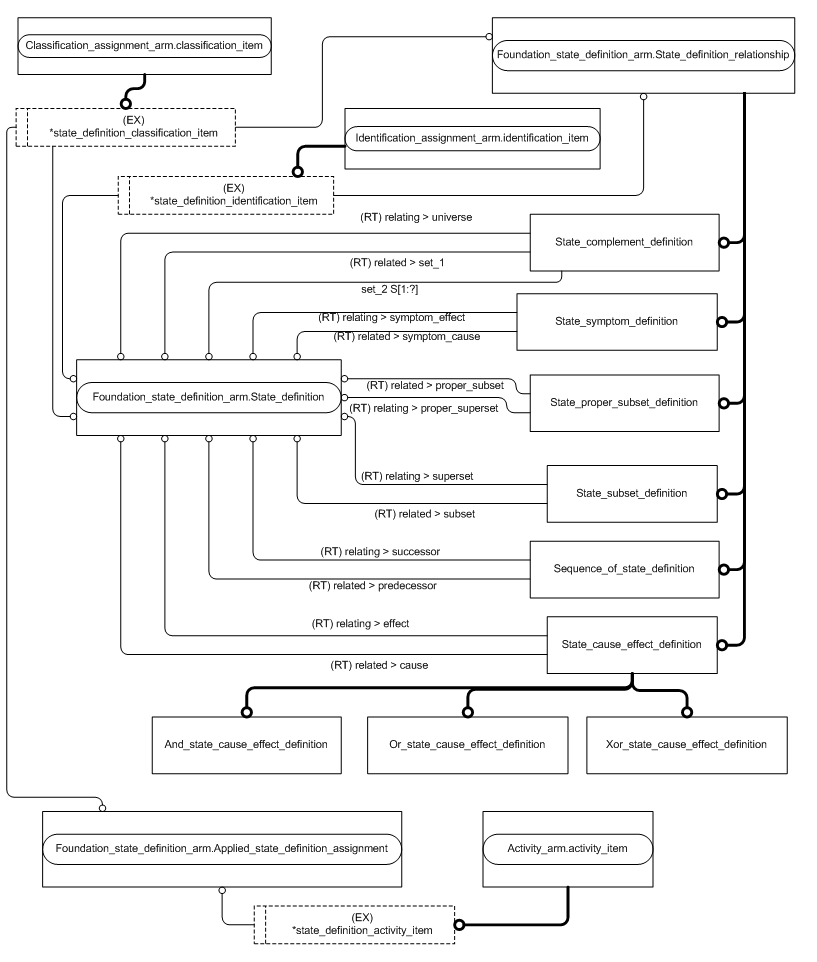 Classification_assignment_arm.classification_item
Foundation_state_definition_arm.State_definition_relationship
(EX)
*state_definition_classification_item
Identification_assignment_arm.identification_item
(EX)
*state_definition_identification_item
(RT) relating > universe
State_complement_definition
(RT) related > set_1
set_2 S[1:?]
(RT) relating > symptom_effect
State_symptom_definition
(RT) related > symptom_cause
(RT) related > proper_subset
Foundation_state_definition_arm.State_definition
State_proper_subset_definition
(RT) relating > proper_superset
(RT) relating > superset
State_subset_definition
(RT) related > subset
(RT) relating > successor
Sequence_of_state_definition
(RT) related > predecessor
(RT) relating > effect
State_cause_effect_definition
(RT) related > cause
And_state_cause_effect_definition
Or_state_cause_effect_definition
Xor_state_cause_effect_definition
Foundation_state_definition_arm.Applied_state_definition_assignment
Activity_arm.activity_item
(EX)
*state_definition_activity_item